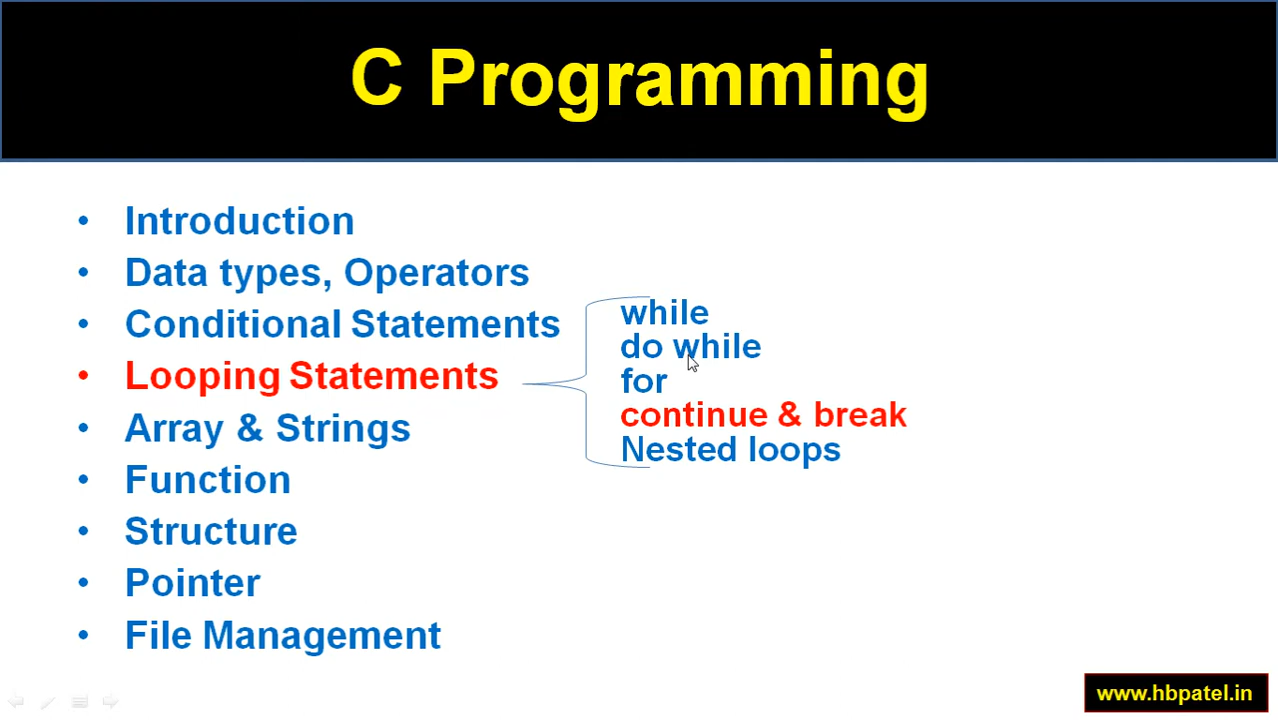 C Programming
• Introduction
• Data types, Operators
• Conditional Statements
• Looping Statements
while
do while
for
continue & break
Nested loops
• Array & Strings
• Function
• Structure
• Pointer
• File Management
www.hbpatel.in